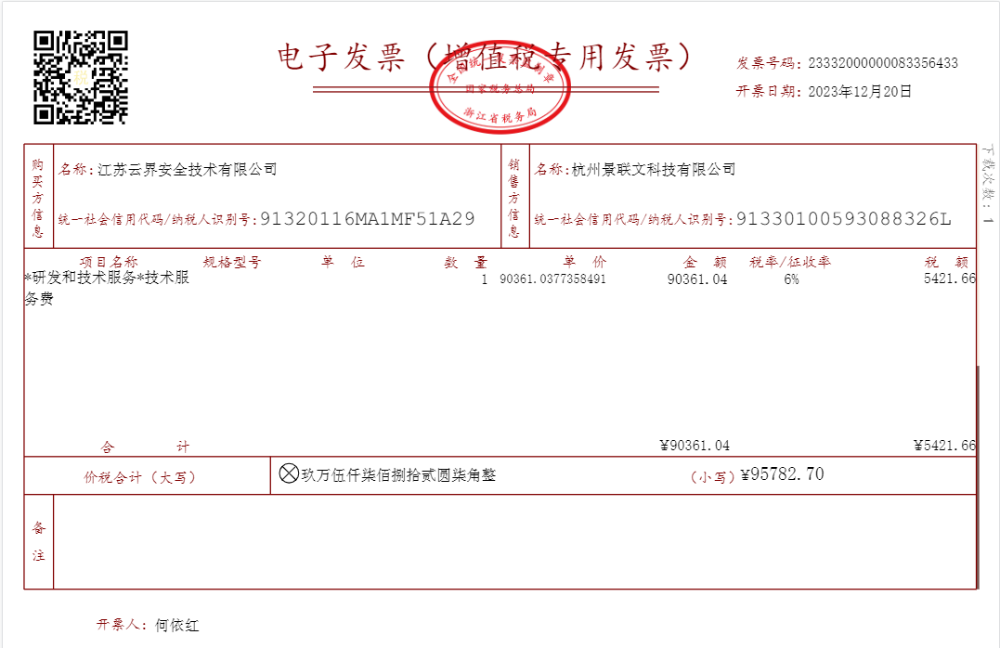 电子发票（增值税专用发票）
全国统一发票监制章
国家税务总局
浙江省税务局
发票号码：23332000000083356433
开票日期：2023年12月20日
下载次数：1
购买方信息
名称：江苏云界安全技术有限公司
统一社会信用代码/纳税人识别号：91320116MA1MF51A29
销售方信息
名称：杭州景联文科技有限公司
统一社会信用代码/纳税人识别号：91330100593088326L
项目名称 规格型号 单 位 数 量 单 价 金 额 税率/征收率 税 额
*研发和技术服务*技术服 1 90361.0377358491 90361.04 6% 5421.66
务费
合 计 ¥90361.04 ¥5421.66
价税合计（大写） 玖万伍仟柒佰捌拾贰圆柒角整 （小写）¥95782.70
备注
开票人：何依红